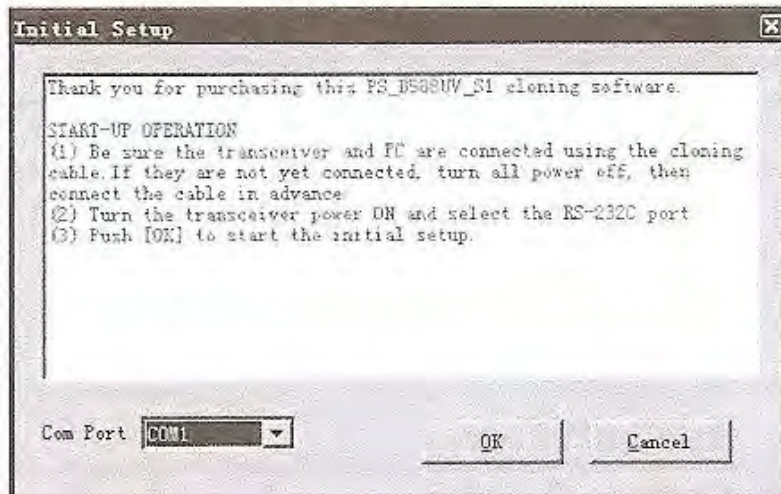 Initial Setup
Thank you for purchasing this cloning software.
START-UP OPERATION
(1) Be sure the transceiver and PC are connected using the cloning
cable.If they are not yet connected, turn all power off, then
connect the cable in advance
(2) Turn the transceiver power ON and select the RS-232C port
(3) Push [OK] to start the initial setup.
Com Port COM1 OK Cancel